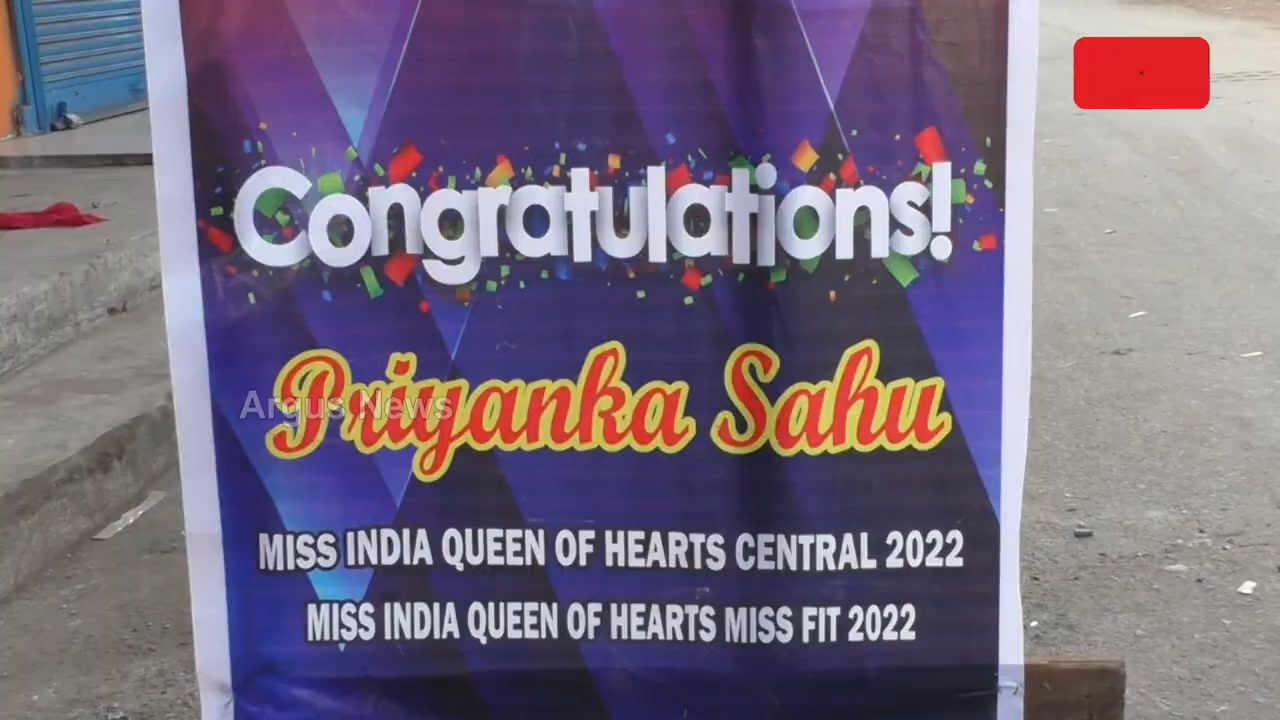 Congratulations!
Priyanka Sahu
Argus News
MISS INDIA QUEEN OF HEARTS CENTRAL 2022
MISS INDIA QUEEN OF HEARTS MISS FIT 2022